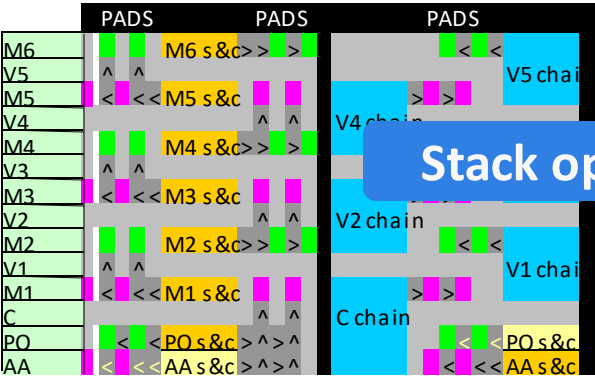 PADS PADS PADS
M6 M6 s&c >> > < <
V5 ^ ^ V5 chai
M5 < << M5 s&c > >
V4 ^ ^ V4 chain
M4 M4 s&c >> >
V3 ^ ^ Stack op
M3 < << M3 s&c > >
V2 ^ ^ V2 chain
M2 M2 s&c >> > < <
V1 ^ ^ V1 chai
M1 < << M1 s&c > >
C ^ ^ C chain
PO < < PO s&c > ^ > ^ < < PO s&c
AA < << AA s&c > ^ > ^ < << AA s&c